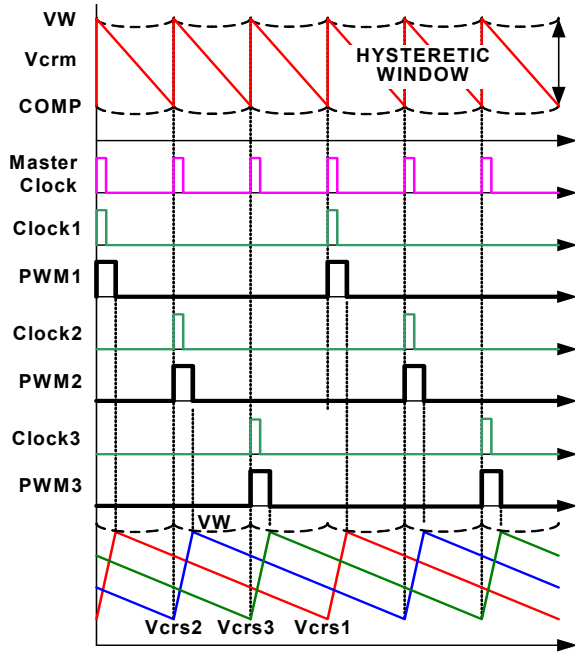 VW
Vcrm
HYSTERETIC
WINDOW
COMP
Master
Clock
Clock1
PWM1
Clock2
PWM2
Clock3
PWM3
VW
Vcrs2 Vcrs3 Vcrs1